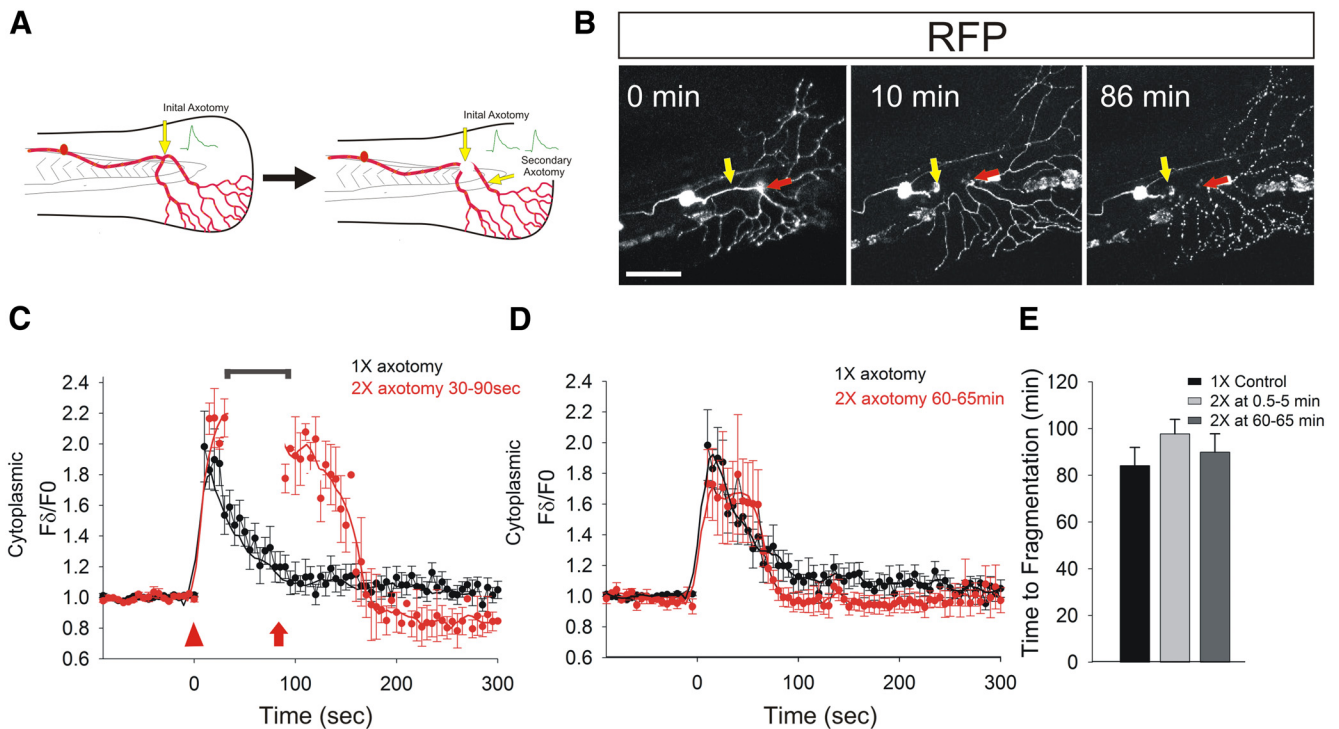 A
Inital Axotomy
Inital Axotomy
Secondary
Axotomy
B
RFP
0 min
10 min
86 min
C
1X axotomy
2X axotomy 30-90sec
Cytoplasmic
Fδ/F0
2.4
2.2
2.0
1.8
1.6
1.4
1.2
1.0
0.8
0.6
0
100
200
300
Time (sec)
D
1X axotomy
2X axotomy 60-65min
Cytoplasmic
Fδ/F0
2.4
2.2
2.0
1.8
1.6
1.4
1.2
1.0
0.8
0.6
0
100
200
300
Time (sec)
E
1X Control
2X at 0.5-5 min
2X at 60-65 min
Time to Fragmentation (min)
120
100
80
60
40
20
0